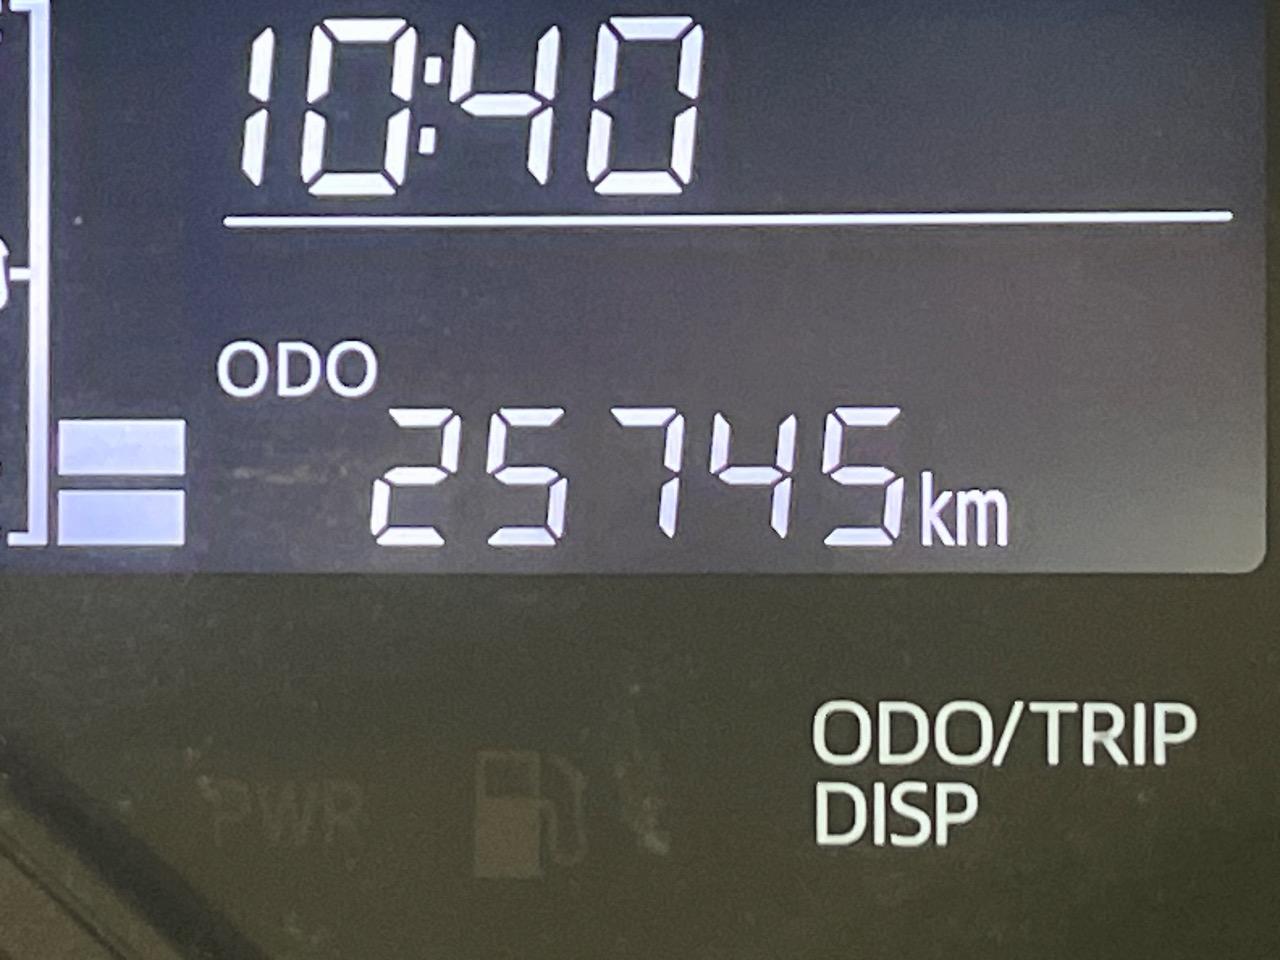 10:40
ODO
25745km
ODO/TRIP
DISP
PWR